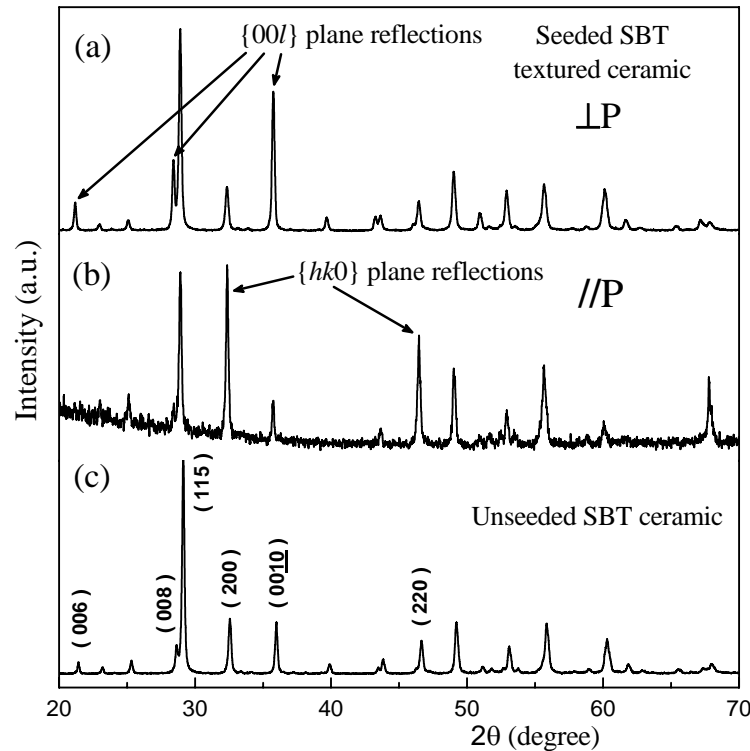 (a)
{00l} plane reflections
Seeded SBT
textured ceramic
⊥P
(b)
{hk0} plane reflections
//P
(c)
Unseeded SBT ceramic
( 006 )
( 008 )
( 115 )
( 200 )
( 0010 )
( 220 )
Intensity (a.u.)
20 30 40 50 60 70
2θ (degree)